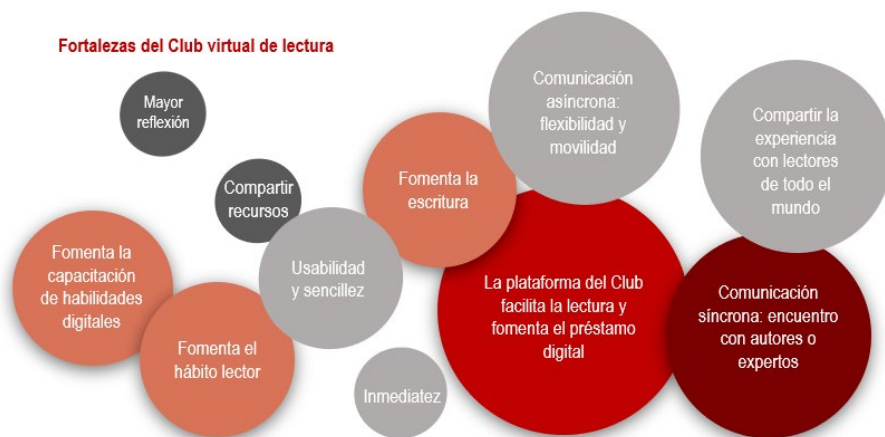 Fortalezas del Club virtual de lectura
Mayor
reflexión
Compartir
recursos
Fomenta la
capacitación
de habilidades
digitales
Fomenta el
hábito lector
Usabilidad
y sencillez
Inmediatez
Fomenta la
escritura
Comunicación
asíncrona:
flexibilidad y
movilidad
La plataforma del Club
facilita la lectura y
fomenta el préstamo
digital
Compartir la
experiencia
con lectores
de todo el
mundo
Comunicación
síncrona: encuentro
con autores o
expertos